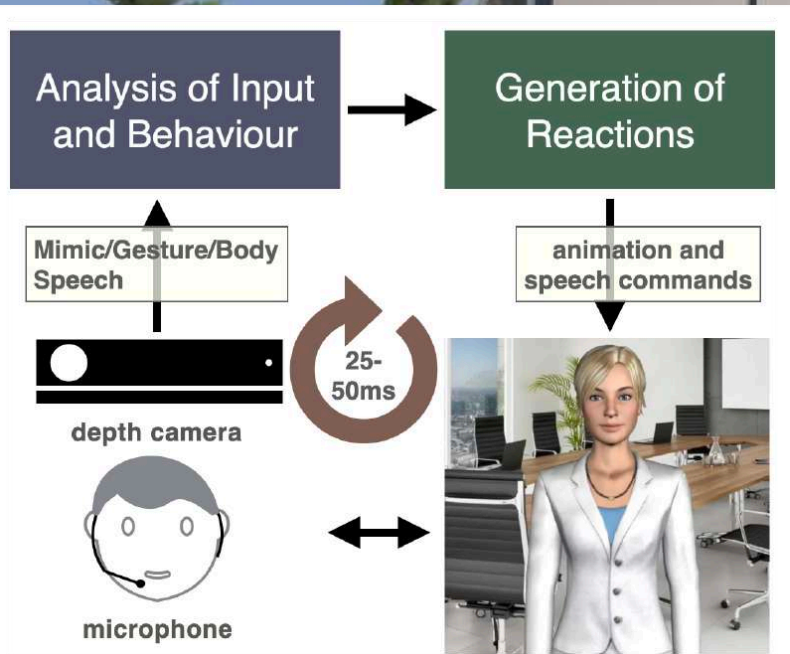 Analysis of Input
and Behaviour
Generation of
Reactions
Mimic/Gesture/Body
Speech
animation and
speech commands
25-
50ms
depth camera
microphone